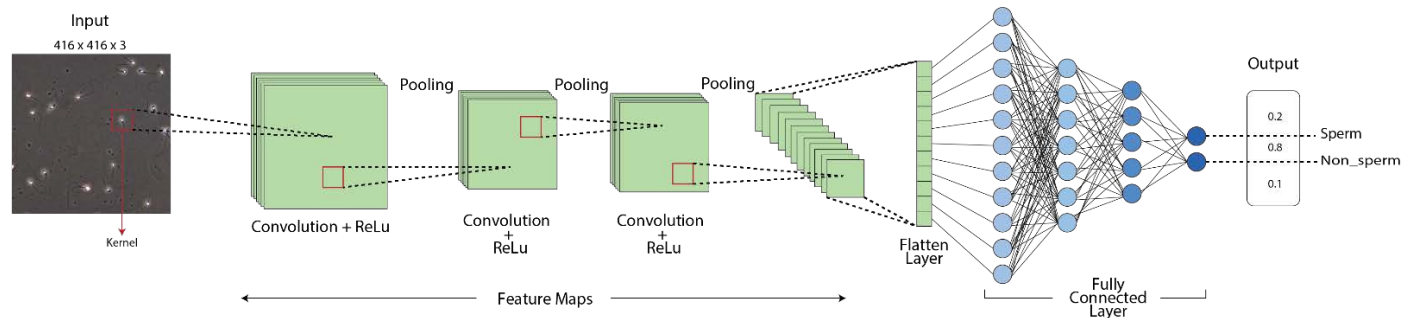 Input
416 x 416 x 3
Kernel
Convolution + ReLu
Pooling
Convolution
+
ReLu
Pooling
Convolution
+
ReLu
Pooling
Feature Maps
Flatten
Layer
Fully
Connected
Layer
Output
0.2
0.8
0.1
Sperm
Non_sperm